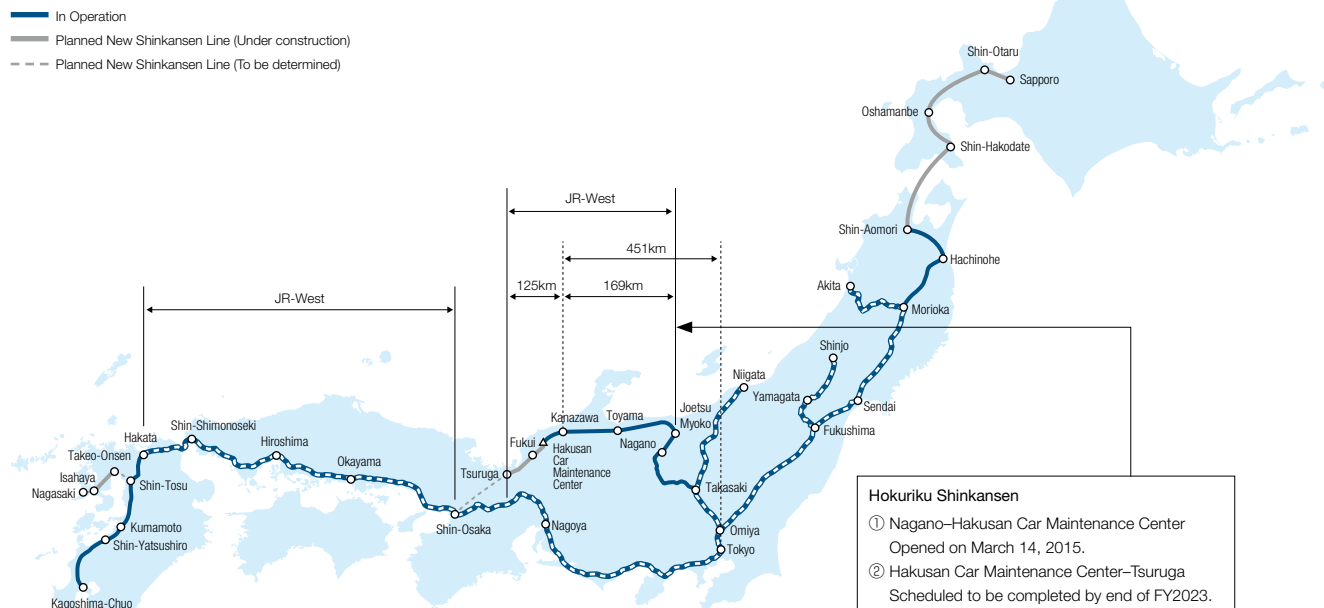 In Operation
Planned New Shinkansen Line (Under construction)
Planned New Shinkansen Line (To be determined)
Shin-Otaru
Sapporo
Oshamanbe
Shin-Hakodate
JR-West
Shin-Aomori
451km
Hachinohe
125km
169km
Akita
JR-West
Morioka
Shinjo
Niigata
Yamagata
Sendai
Joetsu
Myoko
Kanazawa
Toyama
Shin-Shimonoseki
Fukushima
Hakata
Hiroshima
Fukui
Hakusan
Car
Maintenance
Center
Nagano
Takeo-Onsen
Okayama
Tsuruga
Isahaya
Shin-Tosu
Nagasaki
Takasaki
Kumamoto
Shin-Osaka
Nagoya
Omiya
Shin-Yatsushiro
Tokyo
Kagoshima-Chuo
Hokuriku Shinkansen
① Nagano–Hakusan Car Maintenance Center
Opened on March 14, 2015.
② Hakusan Car Maintenance Center–Tsuruga
Scheduled to be completed by end of FY2023.